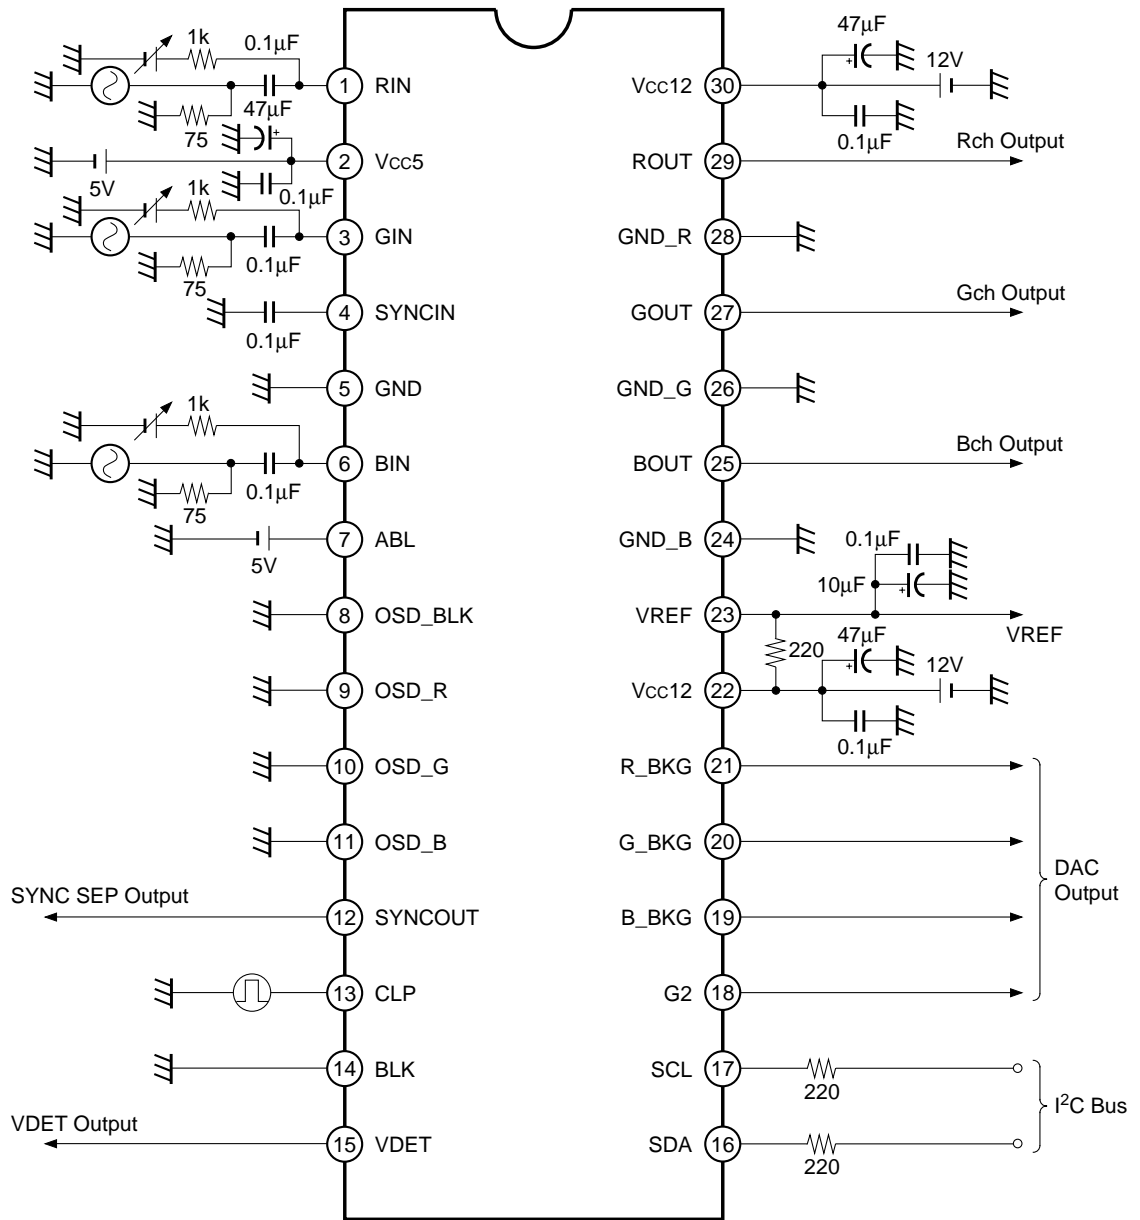 1k
0.1µF
1
RIN
75
47µF
+
2
Vcc5
5V
0.1µF
1k
3
GIN
0.1µF
75
4
SYNCIN
0.1µF
5
GND
1k
6
BIN
0.1µF
75
7
ABL
5V
8
OSD_BLK
9
OSD_R
10
OSD_G
11
OSD_B
SYNC SEP Output
12
SYNCOUT
13
CLP
14
BLK
VDET Output
15
VDET
47µF
+
12V
Vcc12
30
0.1µF
Rch Output
ROUT
29
GND_R
28
Gch Output
GOUT
27
GND_G
26
Bch Output
BOUT
25
GND_B
24
0.1µF
10µF
+
VREF
23
VREF
220
47µF
+
12V
Vcc12
22
0.1µF
R_BKG
21
G_BKG
20
DAC
Output
B_BKG
19
G2
18
SCL
17
220
I²C Bus
SDA
16
220